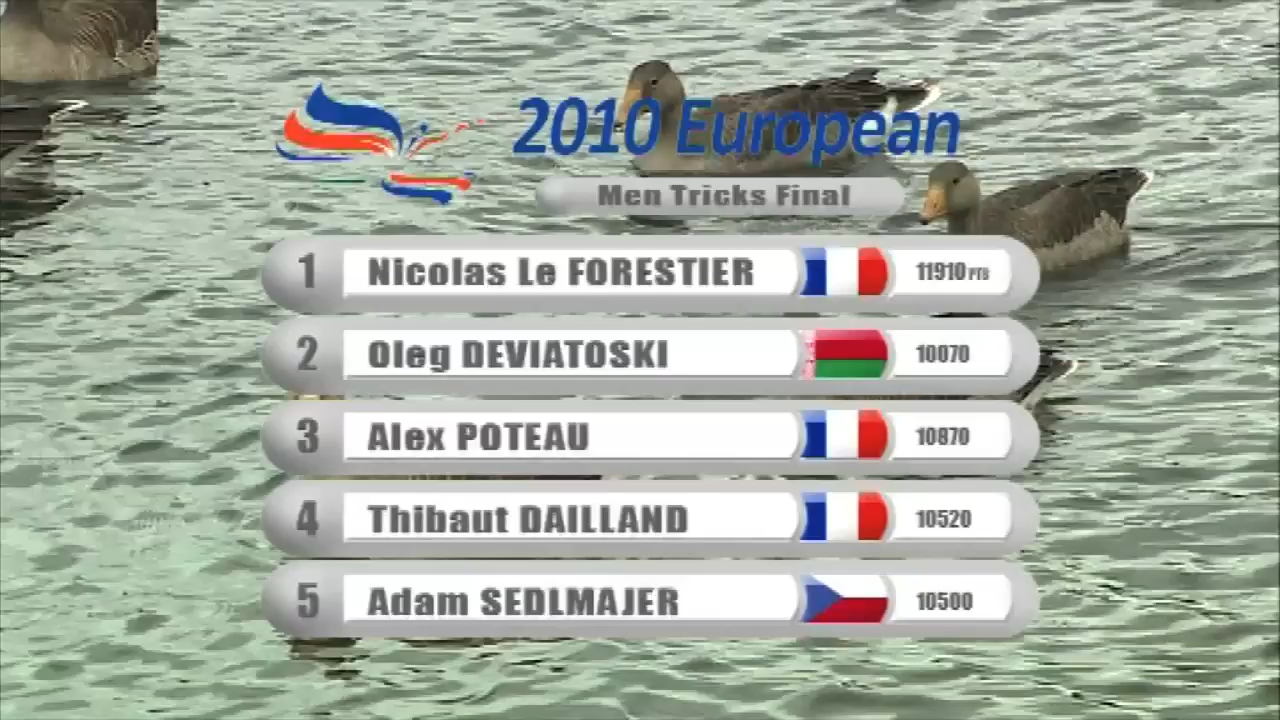 2010 European
Men Tricks Final
1 Nicolas Le FORESTIER 11910 PTS
2 Oleg DEVIATOSKI 10070
3 Alex POTEAU 10870
4 Thibaut DAILLAND 10520
5 Adam SEDLMAJER 10500